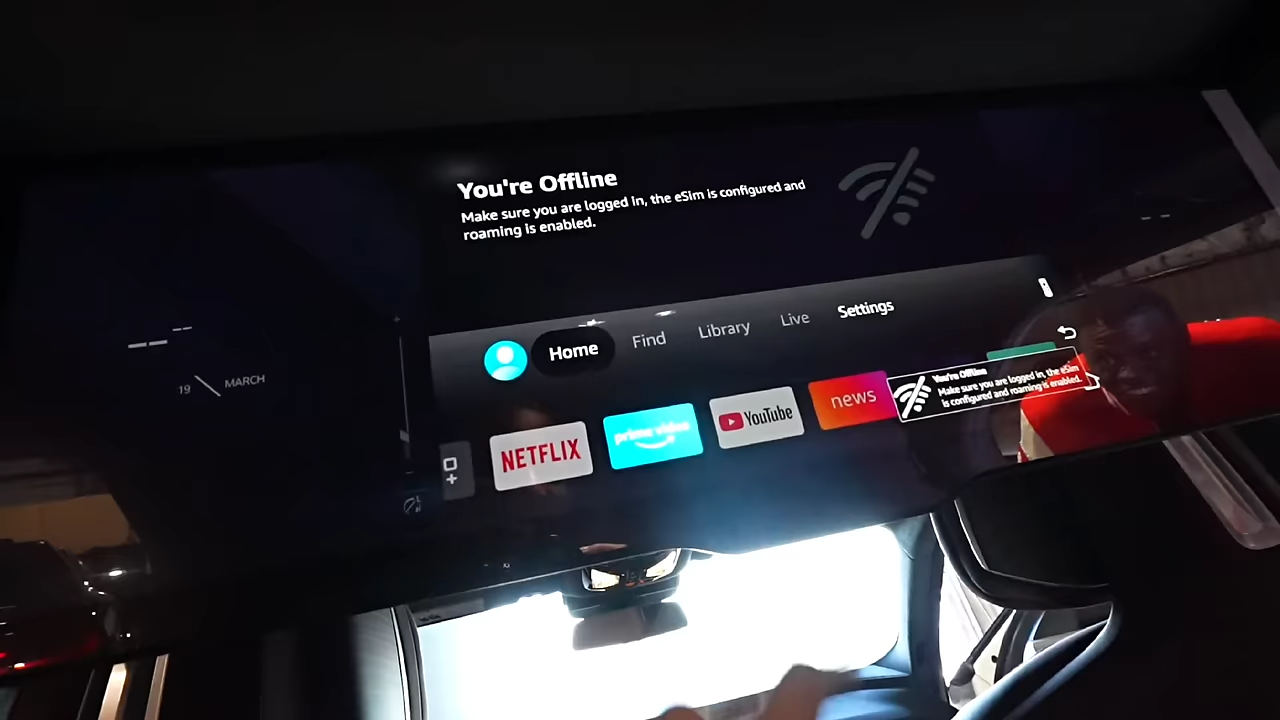 You're Offline
Make sure you are logged in, the eSim is configured and
roaming is enabled.
Home
Find
Library
Live
Settings
NETFLIX
prime video
YouTube
news
You're Offline
Make sure you are logged in, the eSim
is configured and roaming is enabled.
19
MARCH